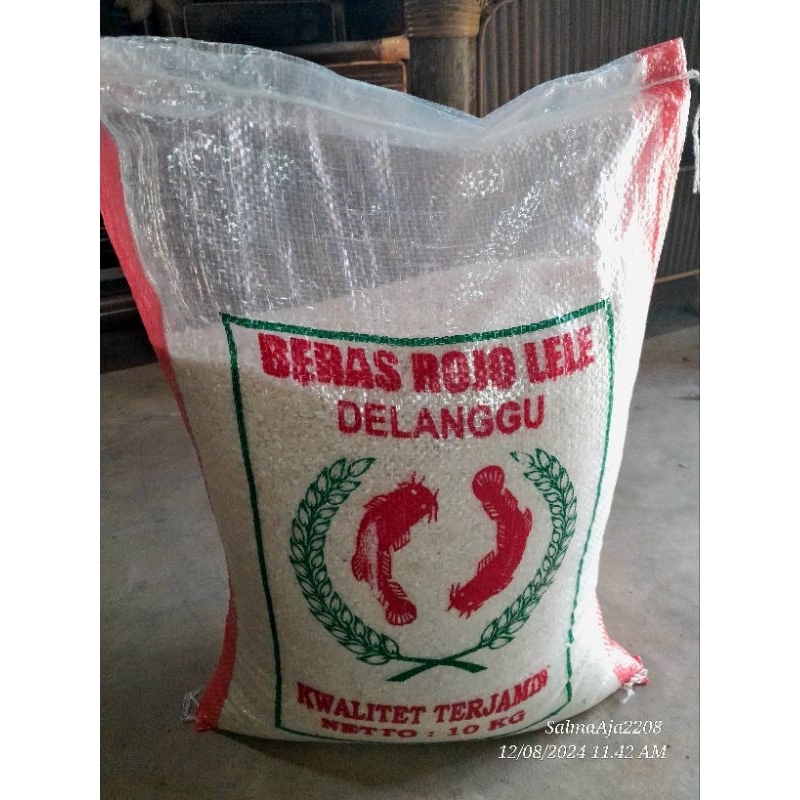 BERAS ROJO LELE
DELANGGU
KWALITET TERJAMIN
NETTO : 10 KG
SalmaAja2208
12/08/2024 11.42 AM